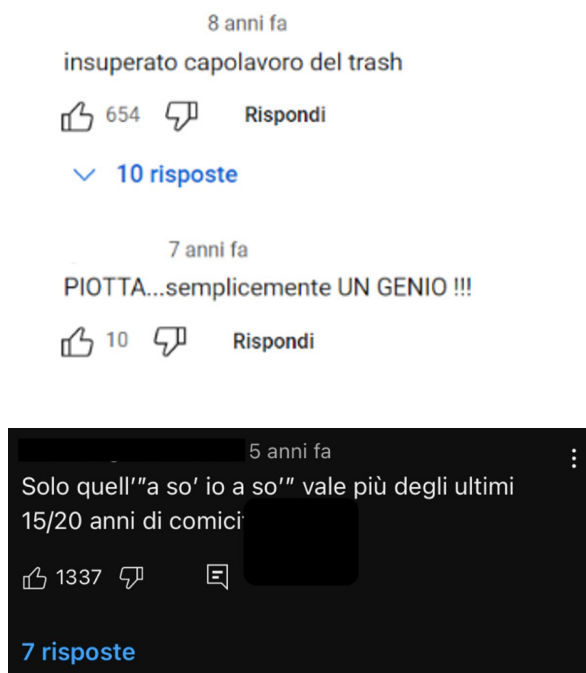 8 anni fa
insuperato capolavoro del trash
654 Rispondi
10 risposte
7 anni fa
PIOTTA...semplicemente UN GENIO !!!
10 Rispondi
5 anni fa
Solo quell'"a so' io a so'" vale più degli ultimi
15/20 anni di
1337
7 risposte